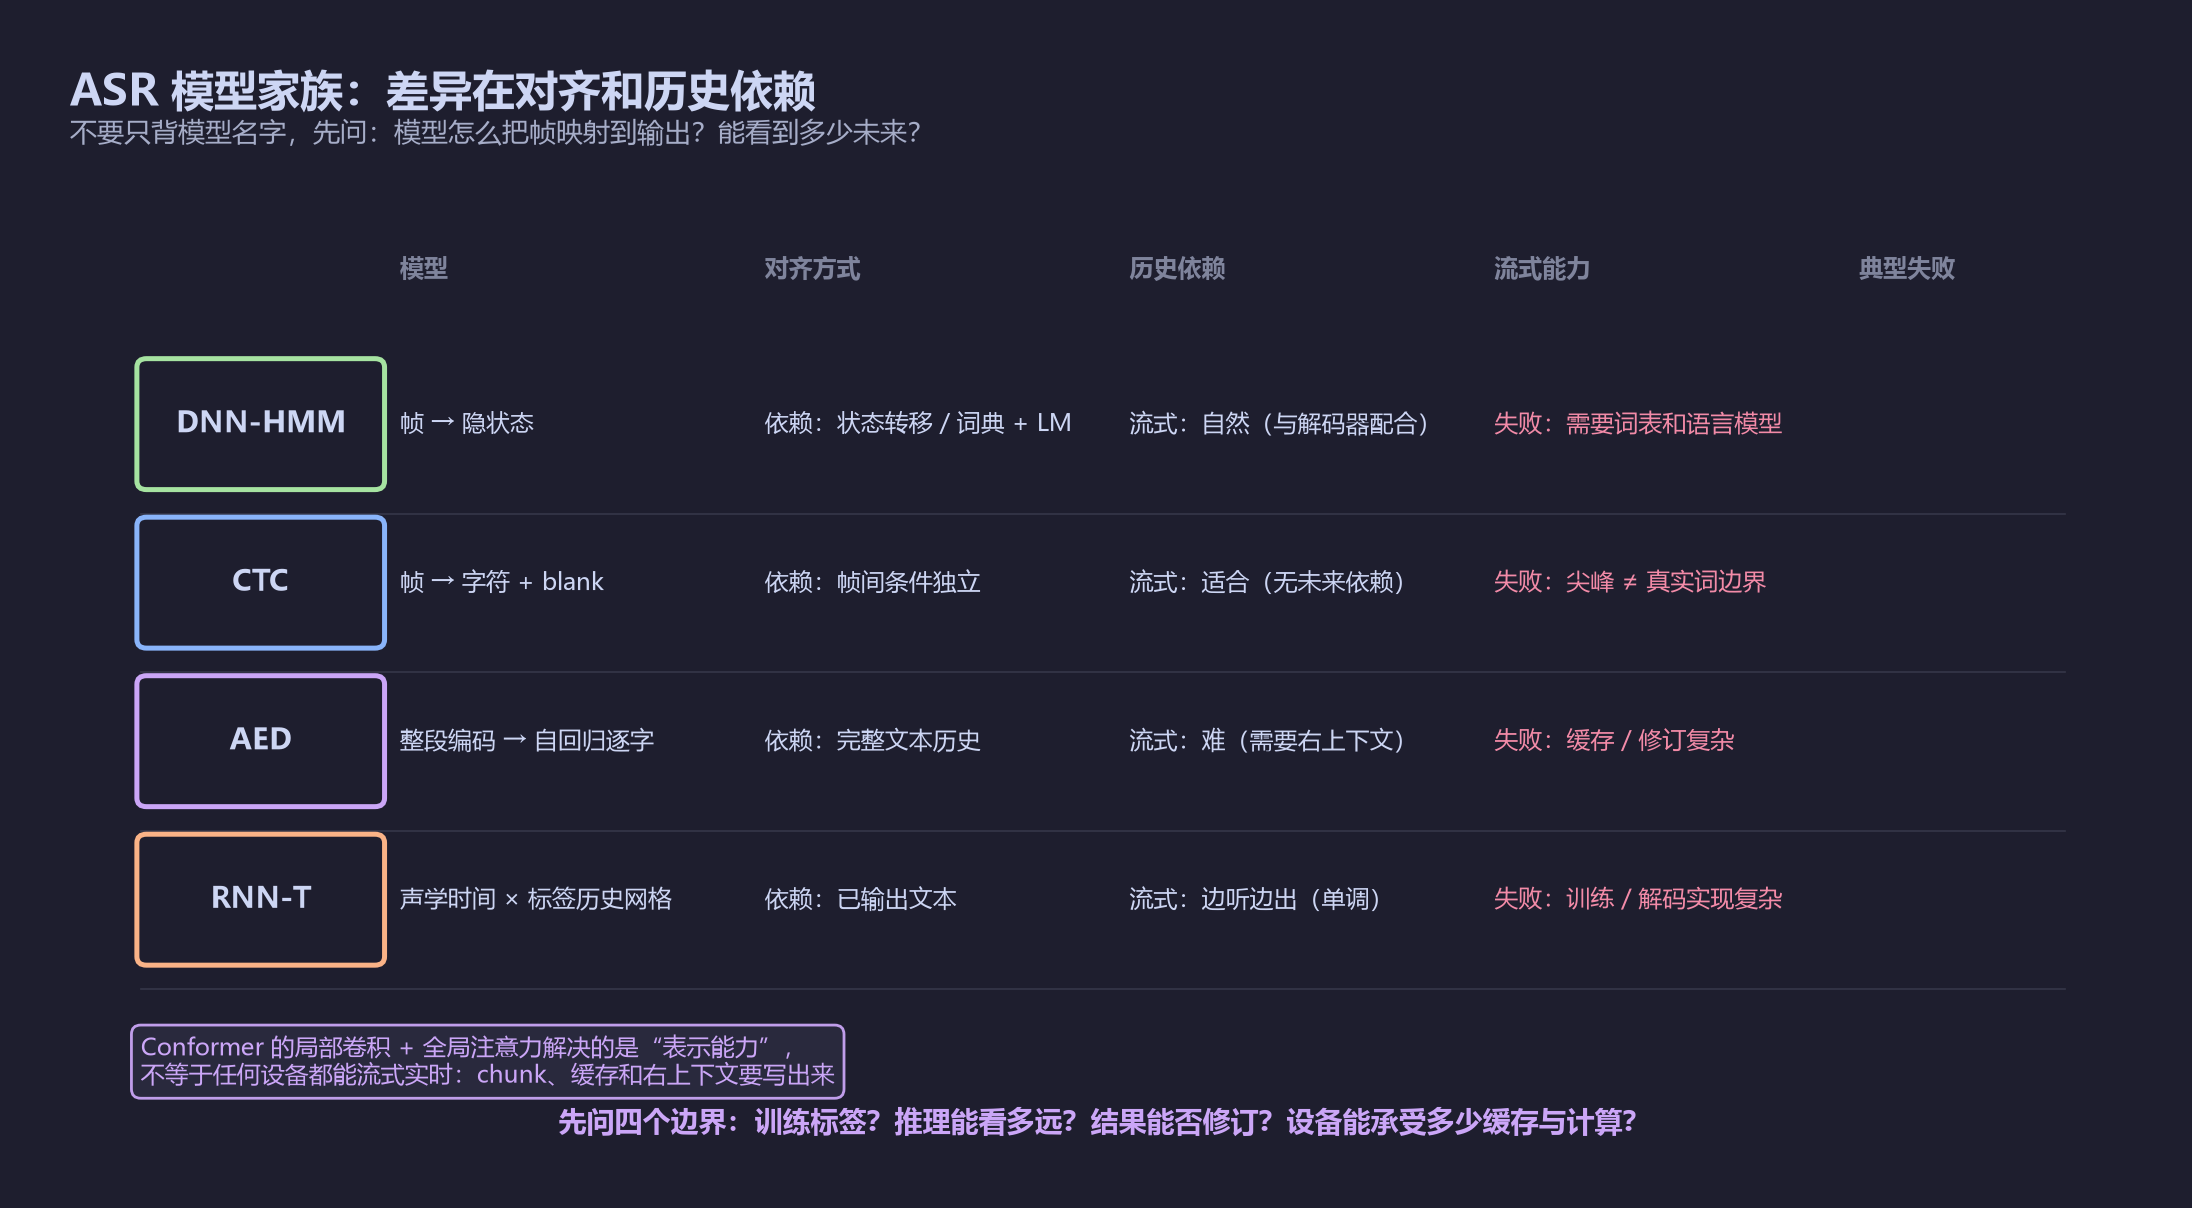 ASR 模型家族：差异在对齐和历史依赖
不要只背模型名字，先问：模型怎么把帧映射到输出？能看到多少未来？
模型 对齐方式 历史依赖 流式能力 典型失败
DNN-HMM 帧 → 隐状态 依赖：状态转移 / 词典 + LM 流式：自然（与解码器配合） 失败：需要词表和语言模型
CTC 帧 → 字符 + blank 依赖：帧间条件独立 流式：适合（无未来依赖） 失败：尖峰 ≠ 真实词边界
AED 整段编码 → 自回归逐字 依赖：完整文本历史 流式：难（需要右上下文） 失败：缓存 / 修订复杂
RNN-T 声学时间 × 标签历史网格 依赖：已输出文本 流式：边听边出（单调） 失败：训练 / 解码实现复杂
Conformer 的局部卷积 + 全局注意力解决的是“表示能力”，
不等于任何设备都能流式实时：chunk、缓存和右上下文要写出来
先问四个边界：训练标签？推理能看多远？结果能否修订？设备能承受多少缓存与计算？